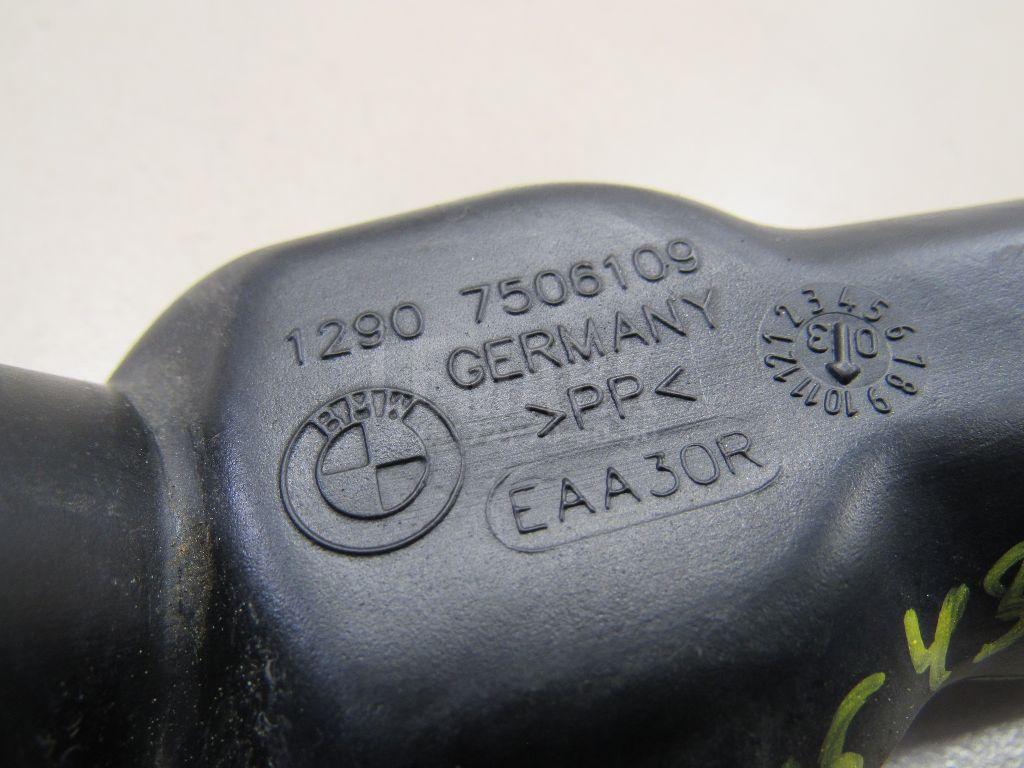 1290 7506109
GERMANY
>PP<
BMW
EAA30R
1 2 3 4 5 6 7 8 9 10 11 12
03